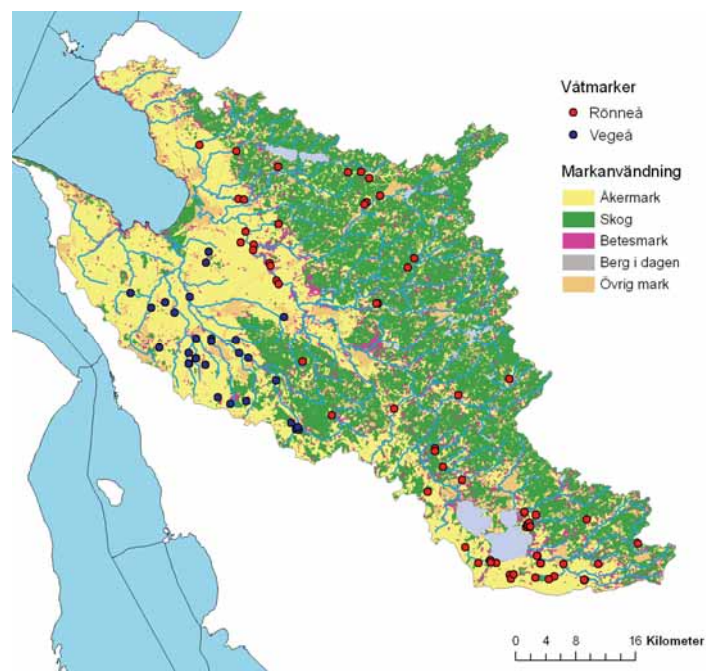 Våtmarker
Rönneå
Vegeå
Markanvändning
Åkermark
Skog
Betesmark
Berg i dagen
Övrig mark
0 4 8 16 Kilometer